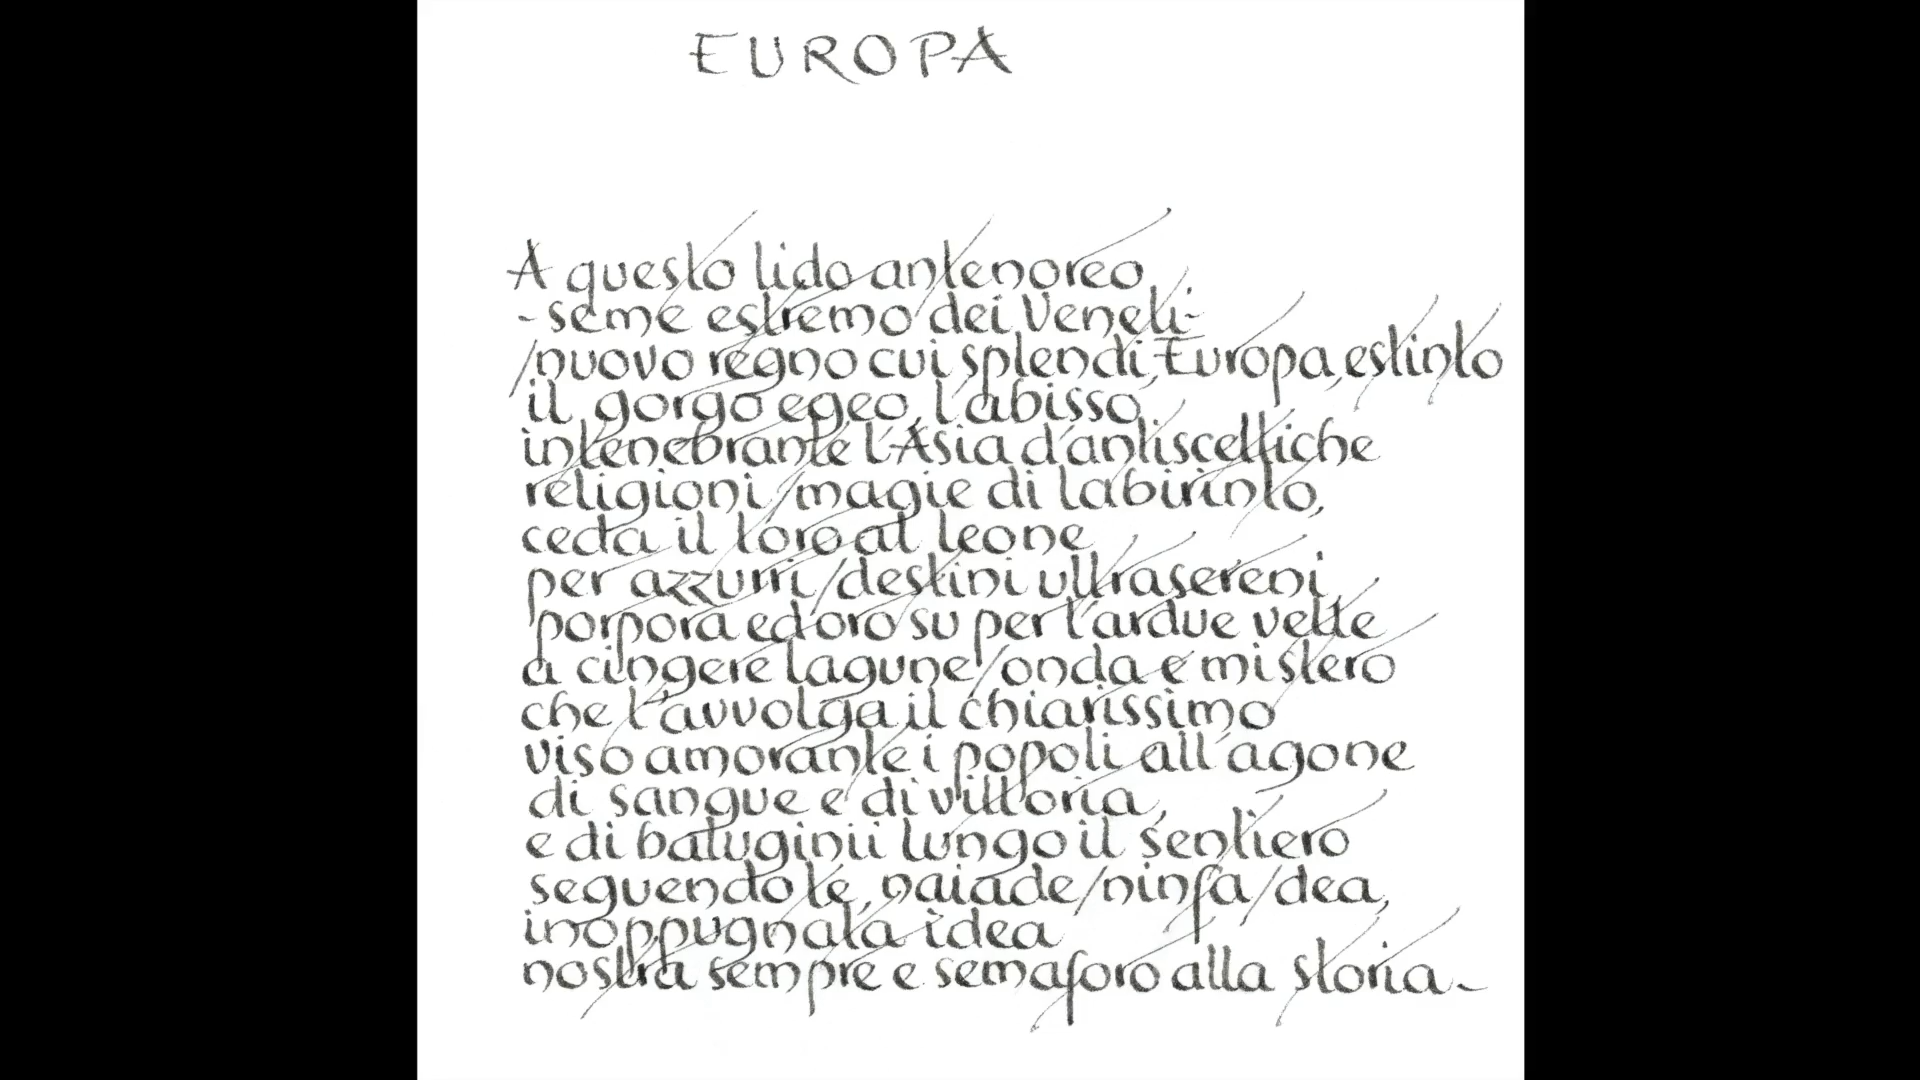 EUROPA
A questo lido antenoreo
- seme estremo dei Veneti -
/nuovo regno cui splendi, Europa, estinto
il gorgo egeo, l'abisso
intenebrante l'Asia d'antiscettiche
religioni/magie di labirinto,
ceda il toro al leone
per azzurri/destini ultrasereni,
porpora ed oro su per l'ardue vette
a cingere lagune/onda e mistero
che t'avvolga il chiarissimo
viso amorante i popoli all'agone
di sangue e di vittoria,
e di batuginii lungo il sentiero
seguendo te, naiade/ninfa/dea,
inoppugnata idea
nostra sempre e semaforo alla storia.-